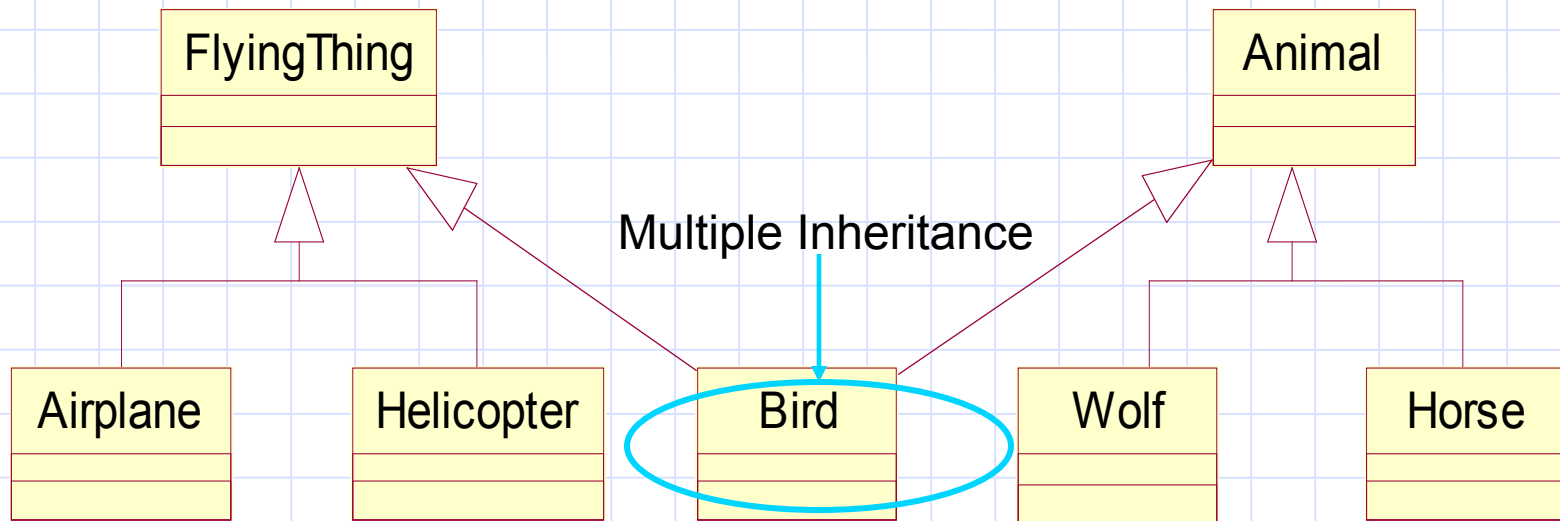 FlyingThing
Animal
Multiple Inheritance
Airplane
Helicopter
Bird
Wolf
Horse